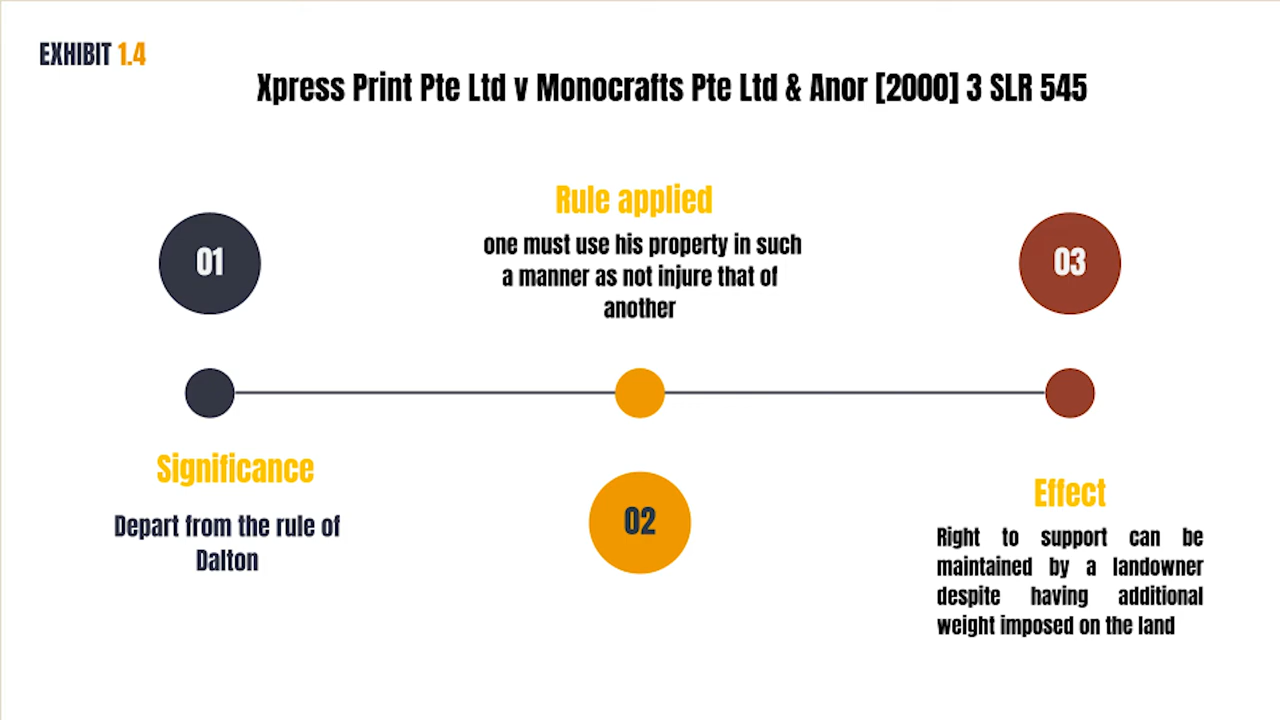 EXHIBIT 1.4
Xpress Print Pte Ltd v Monocrafts Pte Ltd & Anor [2000] 3 SLR 545
01
Significance
Depart from the rule of
Dalton
Rule applied
one must use his property in such
a manner as not injure that of
another
02
03
Effect
Right to support can be
maintained by a landowner
despite having additional
weight imposed on the land